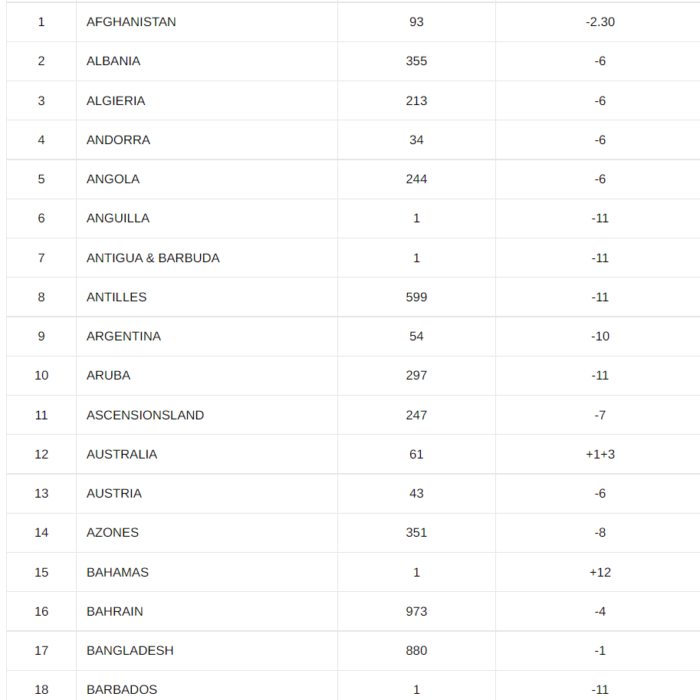 1 AFGHANISTAN 93 -2.30
2 ALBANIA 355 -6
3 ALGIERIA 213 -6
4 ANDORRA 34 -6
5 ANGOLA 244 -6
6 ANGUILLA 1 -11
7 ANTIGUA & BARBUDA 1 -11
8 ANTILLES 599 -11
9 ARGENTINA 54 -10
10 ARUBA 297 -11
11 ASCENSIONSLAND 247 -7
12 AUSTRALIA 61 +1+3
13 AUSTRIA 43 -6
14 AZONES 351 -8
15 BAHAMAS 1 +12
16 BAHRAIN 973 -4
17 BANGLADESH 880 -1
18 BARBADOS 1 -11